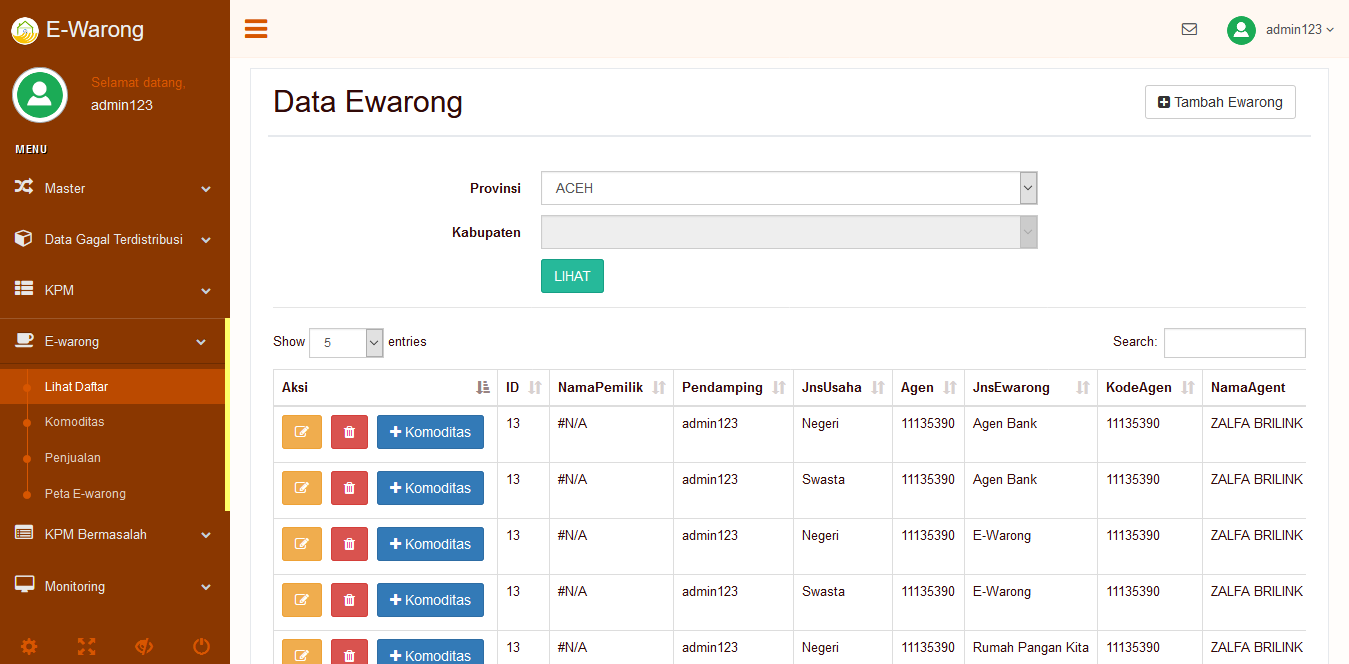 E-Warong
admin123
Selamat datang,
admin123
MENU
Master
Data Gagal Terdistribusi
KPM
E-warong
Lihat Daftar
Komoditas
Penjualan
Peta E-warong
KPM Bermasalah
Monitoring
Data Ewarong
Tambah Ewarong
Provinsi ACEH
Kabupaten
LIHAT
Show 5 entries Search:
Aksi ID NamaPemilik Pendamping JnsUsaha Agen JnsEwarong KodeAgen NamaAgent
Komoditas 13 #N/A admin123 Negeri 11135390 Agen Bank 11135390 ZALFA BRILINK
Komoditas 13 #N/A admin123 Swasta 11135390 Agen Bank 11135390 ZALFA BRILINK
Komoditas 13 #N/A admin123 Negeri 11135390 E-Warong 11135390 ZALFA BRILINK
Komoditas 13 #N/A admin123 Swasta 11135390 E-Warong 11135390 ZALFA BRILINK
Komoditas 13 #N/A admin123 Negeri 11135390 Rumah Pangan Kita 11135390 ZALFA BRILINK